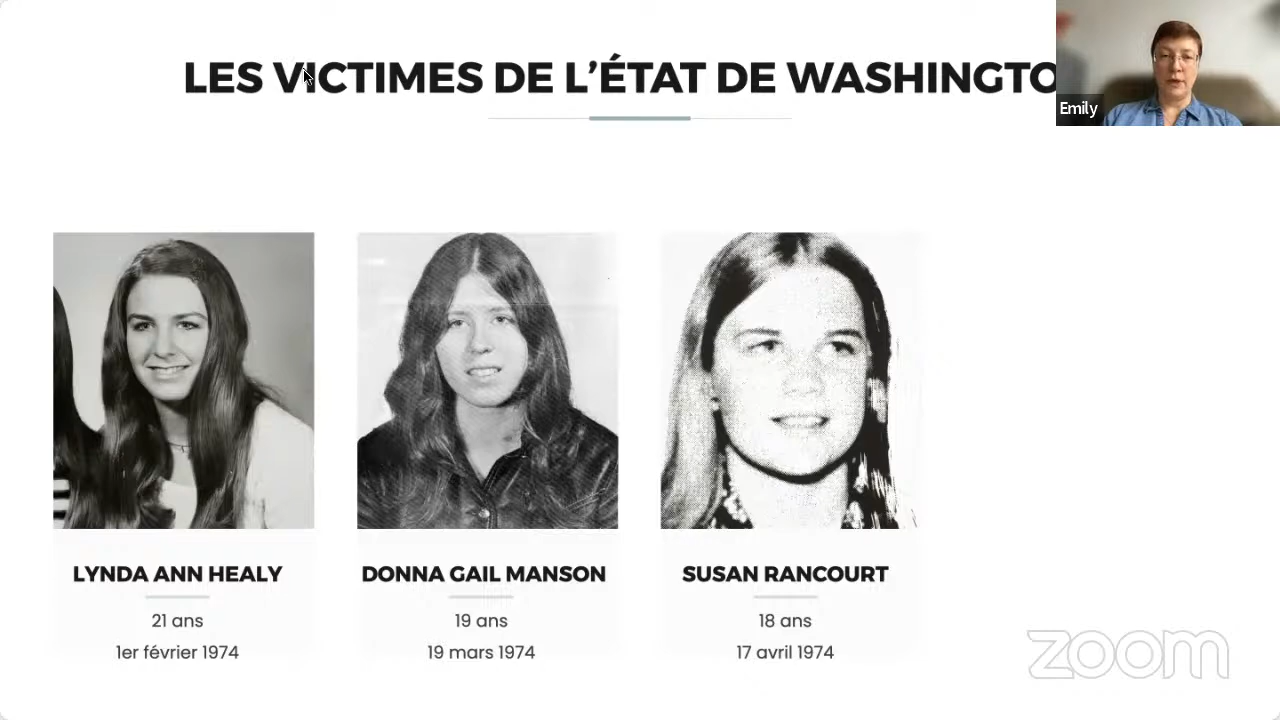 LES VICTIMES DE L’ÉTAT DE WASHINGTO
Emily
LYNDA ANN HEALY
21 ans
1er février 1974
DONNA GAIL MANSON
19 ans
19 mars 1974
SUSAN RANCOURT
18 ans
17 avril 1974
zoom